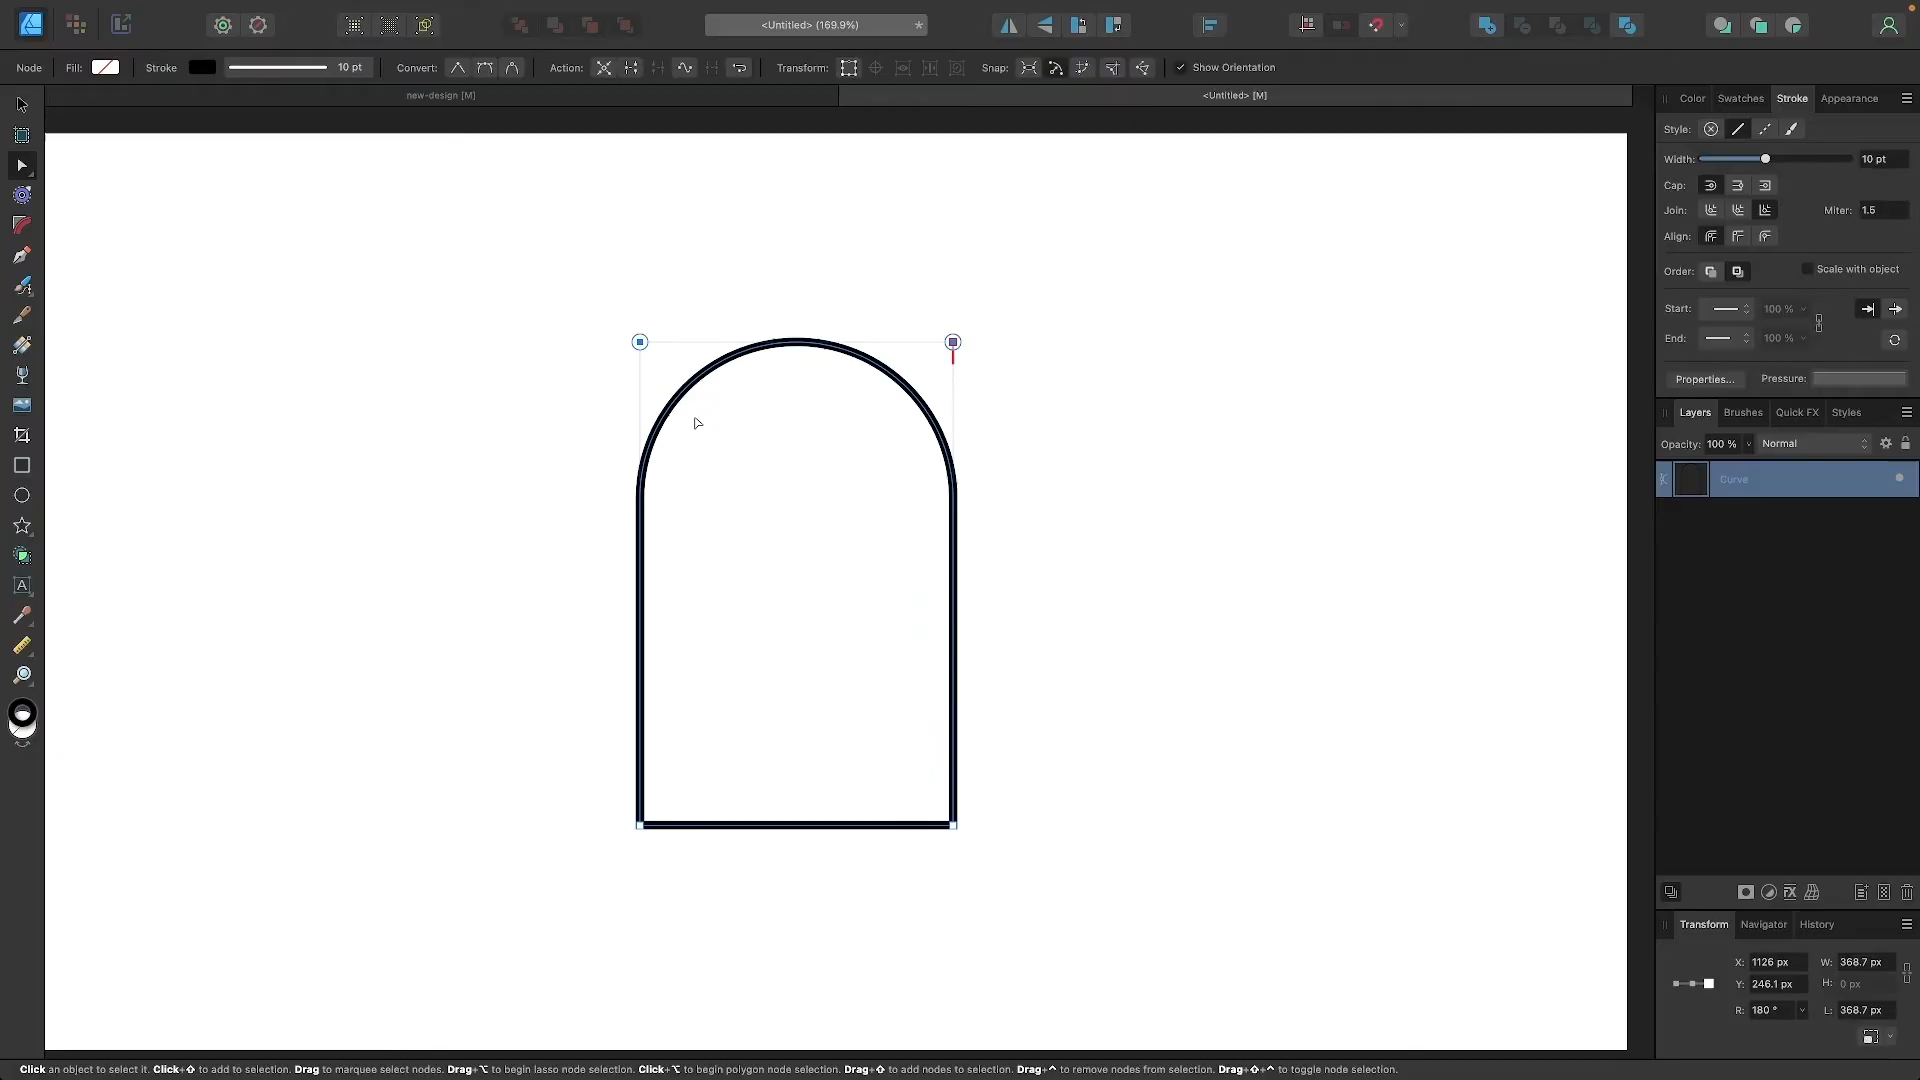 <Untitled> (169.9%)
*
Node
Fill:
Stroke
10 pt
Convert:
Action:
Transform:
Snap:
Show Orientation
new-design [M]
<Untitled> [M]
Color
Swatches
Stroke
Appearance
Style:
Width:
10 pt
Cap:
Join:
Miter:
1.5
Align:
Order:
Scale with object
Start:
100 %
End:
100 %
Properties...
Pressure:
Layers
Brushes
Quick FX
Styles
Opacity:
100 %
Normal
Curve
A
FX
Transform
Navigator
History
X:
1126 px
W:
368.7 px
Y:
246.1 px
H:
0 px
R:
180 °
L:
368.7 px
Click an object to select it. Click+⇧ to add to selection. Drag to marquee select nodes. Drag+⌥ to begin lasso node selection. Click+⌥ to begin polygon node selection. Drag+⇧ to add nodes to selection. Drag+⌃ to remove nodes from selection. Drag+⇧+⌃ to toggle node selection.